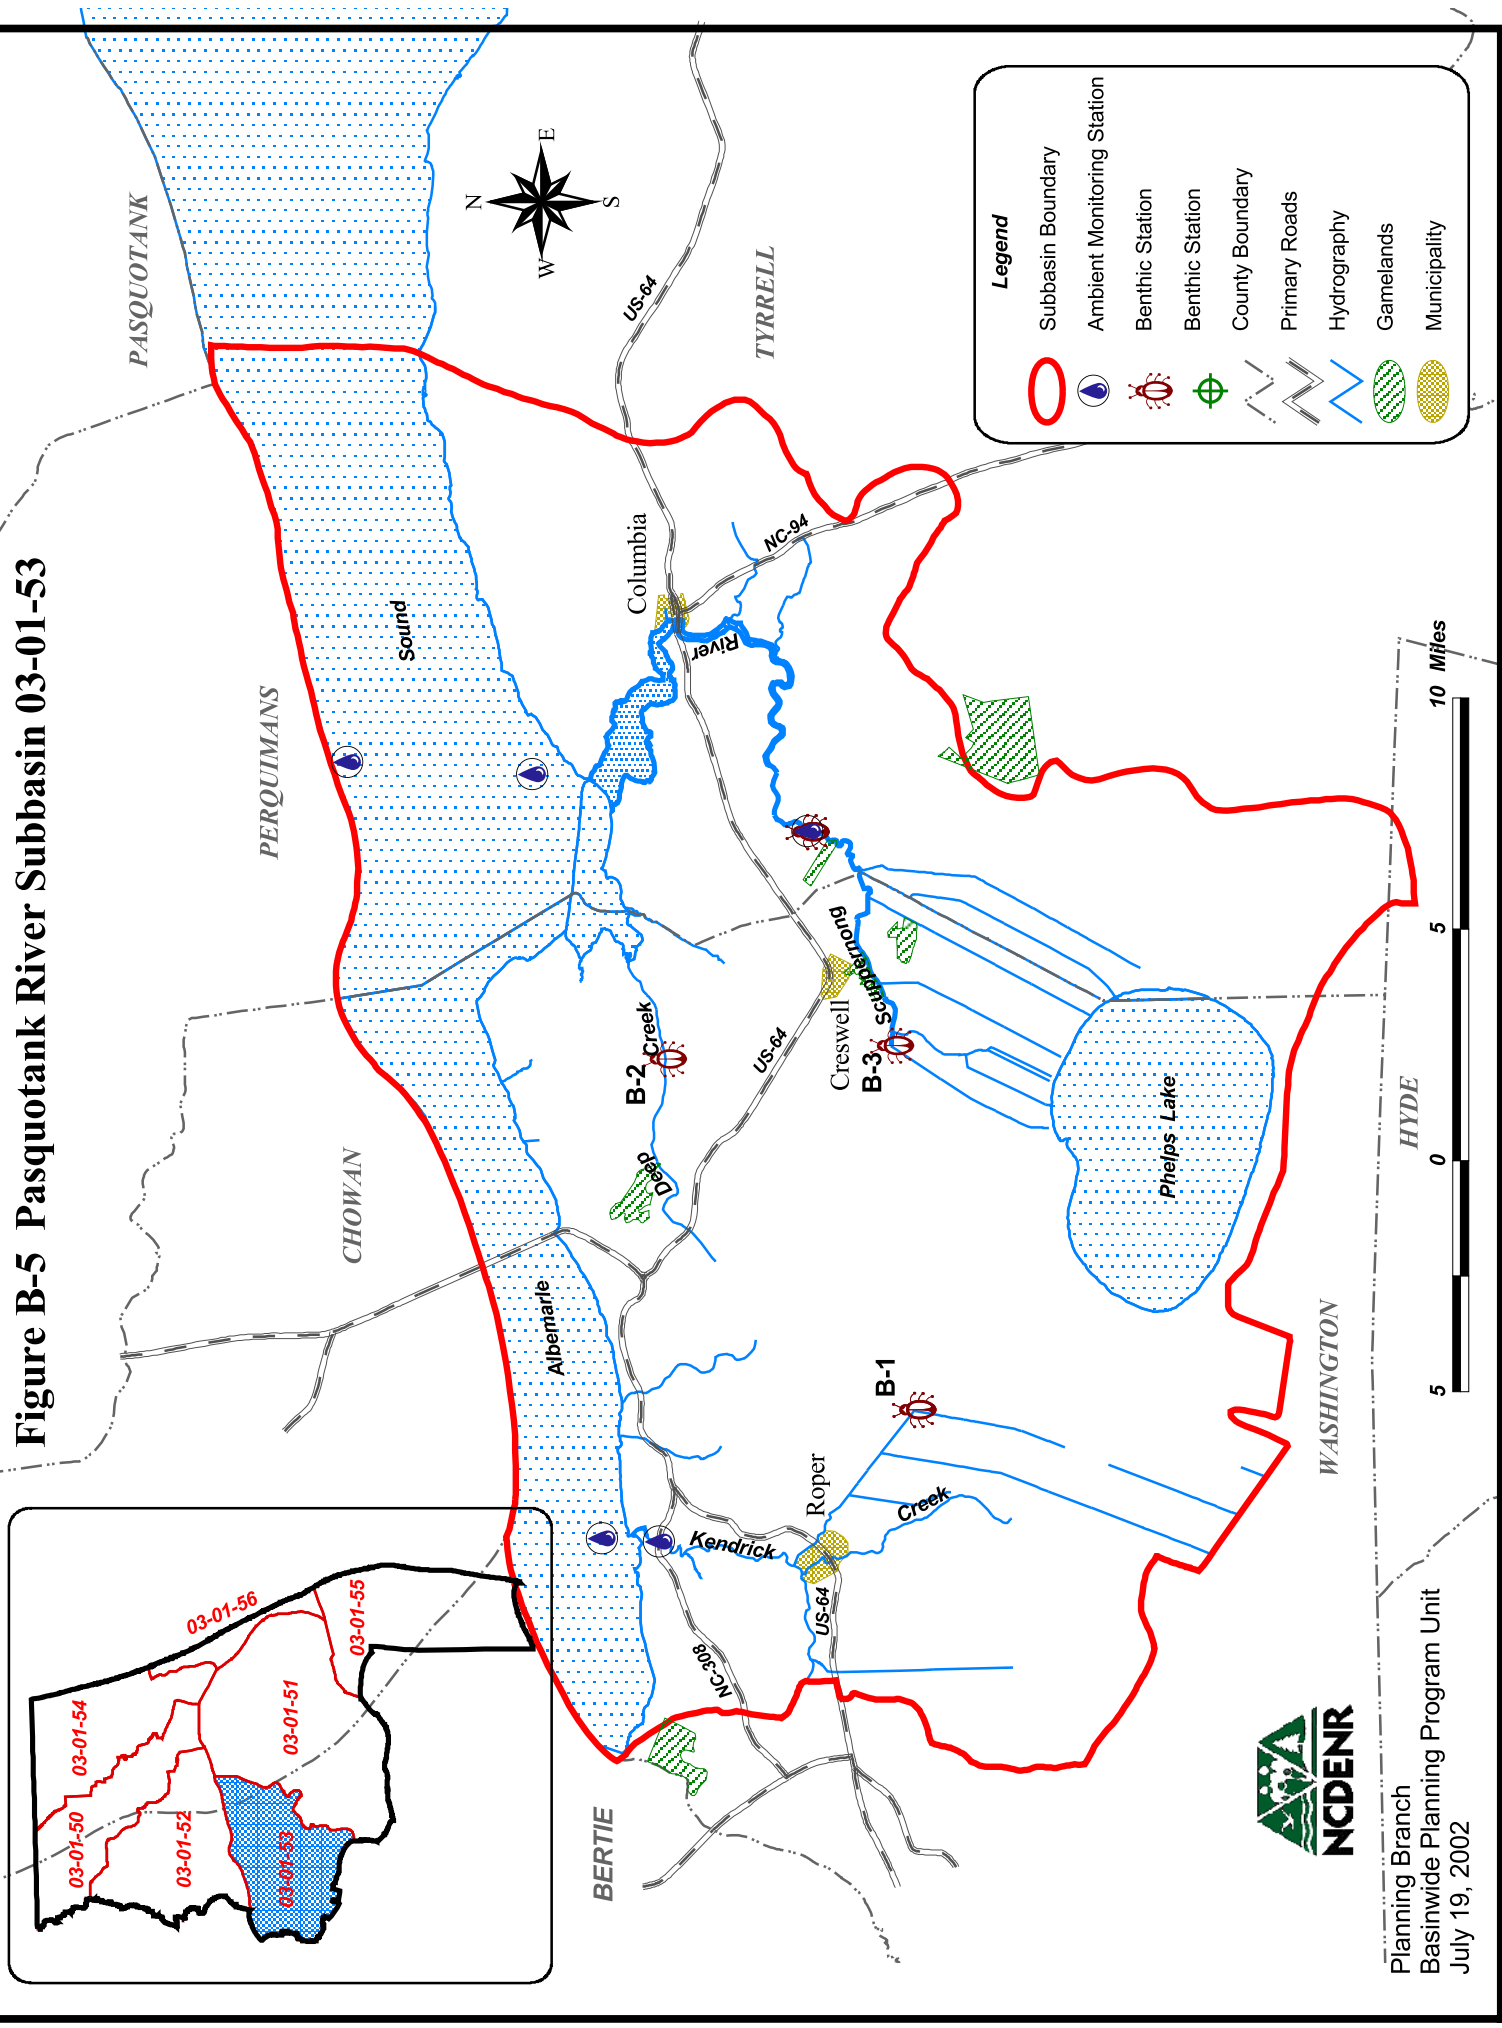 Figure B-5 Pasquotank River Subbasin 03-01-53
03-01-56
03-01-55
03-01-54
03-01-51
03-01-50
03-01-52
03-01-53
PASQUOTANK
PERQUIMANS
CHOWAN
BERTIE
TYRRELL
WASHINGTON
HYDE
N
E
S
W
Albemarle
Sound
Columbia
River
NC-94
US-64
US-64
US-64
NC-308
Kendrick
Creek
Roper
B-1
Deep
Creek
B-2
Creswell
Scuppernong
B-3
Phelps Lake
Legend
Subbasin Boundary
Ambient Monitoring Station
Benthic Station
Benthic Station
County Boundary
Primary Roads
Hydrography
Gamelands
Municipality
5 0 5 10 Miles
NCDENR
Planning Branch
Basinwide Planning Program Unit
July 19, 2002